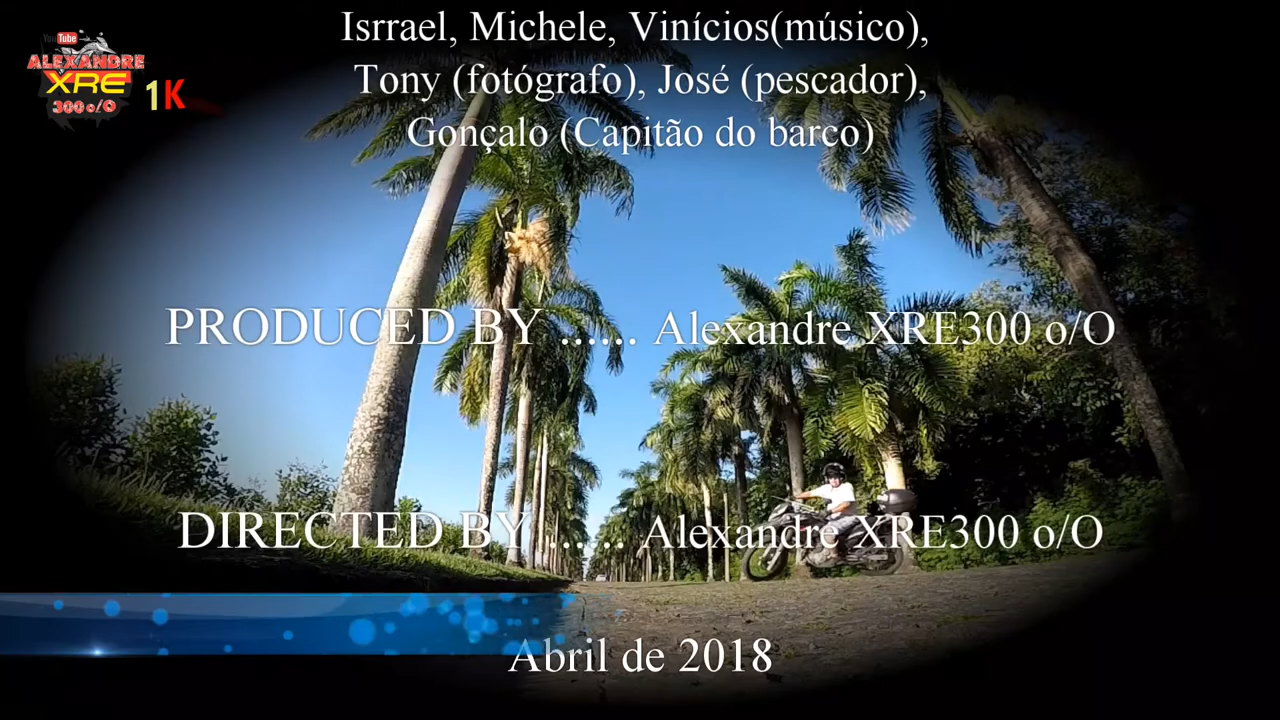 Isrrael, Michele, Vinícios(músico),
Tony (fotógrafo), José (pescador),
Gonçalo (Capitão do barco)
YouTube
ALEXANDRE
XRE
300 o/O
1K
PRODUCED BY ...... Alexandre XRE300 o/O
DIRECTED BY ... .. Alexandre XRE300 o/O
Abril de 2018